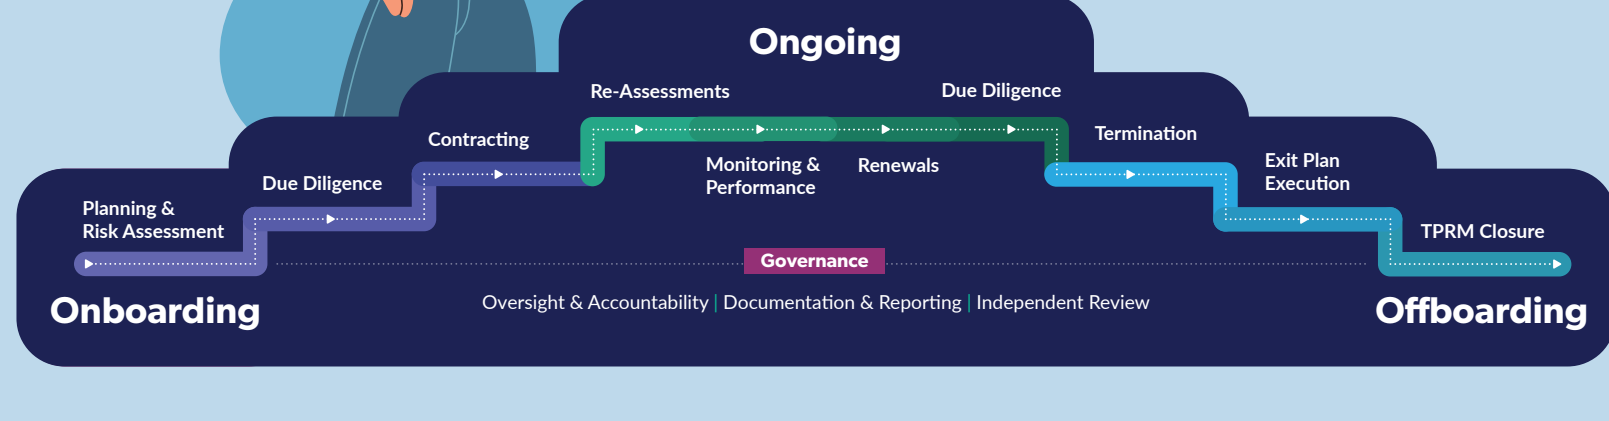 Ongoing
Re-Assessments
Due Diligence
Contracting
Termination
Monitoring &
Performance
Renewals
Exit Plan
Execution
Due Diligence
Planning &
Risk Assessment
TPRM Closure
Governance
Onboarding
Oversight & Accountability | Documentation & Reporting | Independent Review
Offboarding